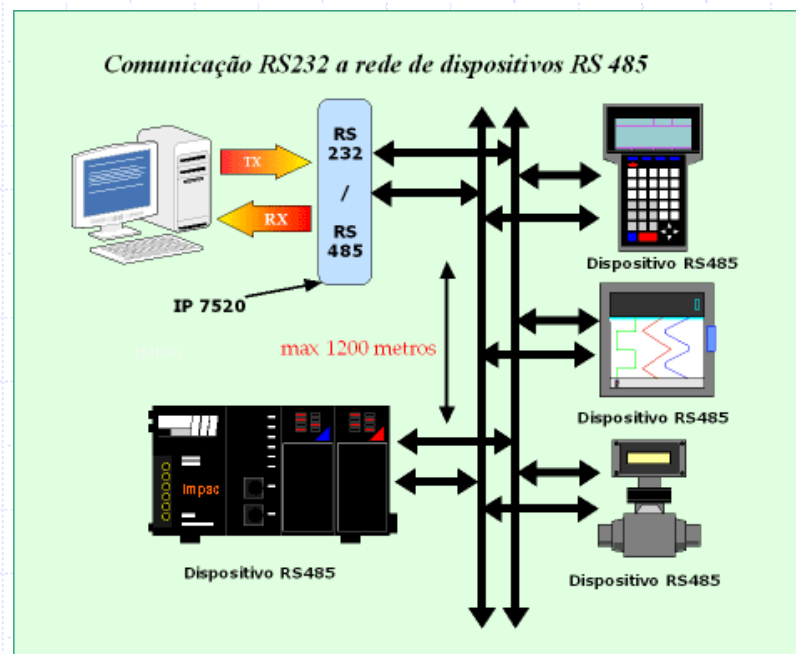 Comunicação RS232 a rede de dispositivos RS 485
RS
232
/
RS
485
TX
RX
IP 7520
max 1200 metros
Dispositivo RS485
Dispositivo RS485
Impac
Dispositivo RS485
Dispositivo RS485